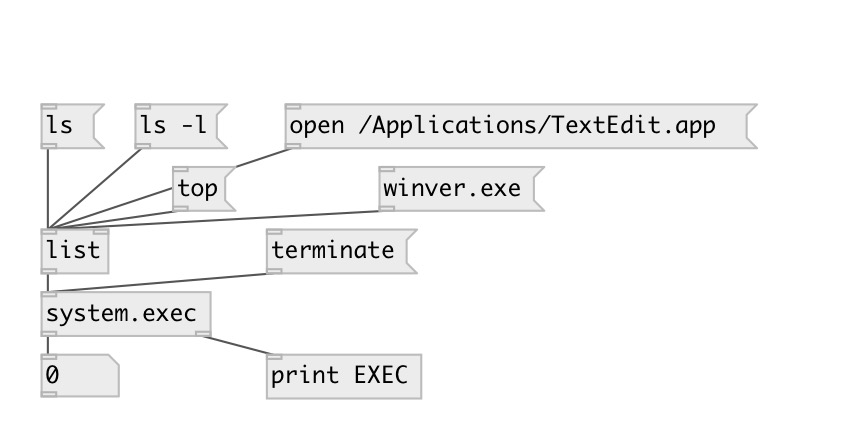 ls
ls -l
open /Applications/TextEdit.app
top
winver.exe
list
terminate
system.exec
0
print EXEC